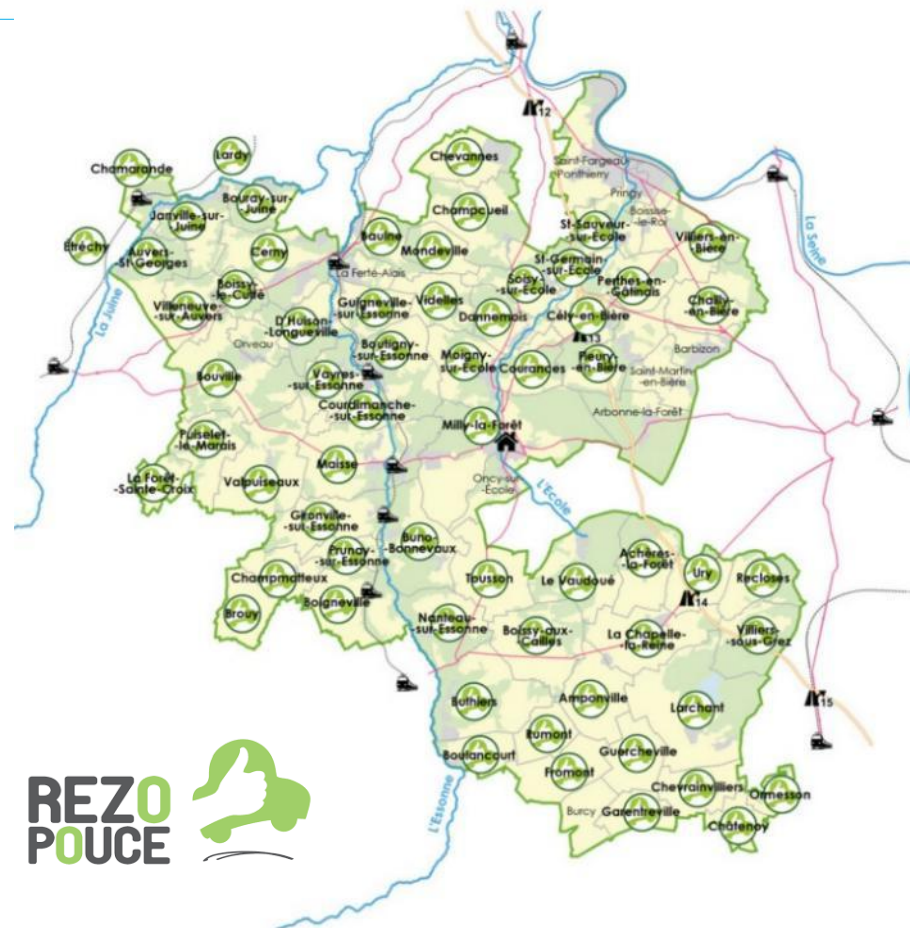 12
Lardy
Chevannes
Chamarande
Saint-Fargeau-
Ponthierry
Pringy
Bouray-sur-
-Juine
Janville-sur-
-Juine
Champcueil
Boissise-
-le-Roi
La Seine
St-Sauveur-
-sur-École
Villiers-en-
-Bière
Baulne
Mondeville
Étréchy
Auvers-
-St-Georges
Cerny
La Ferté-Alais
St-Germain-
-sur-École
Soisy-
-sur-École
Perthes-en-
-Gâtinais
Boissy-
-le-Cutté
Villeneuve-
-sur-Auvers
Guigneville-
-sur-Essonne
Videlles
Dannemois
Cély-en-Bière
Chailly-
-en-Bière
La Juine
D'Huison-
-Longueville
Orveau
13
Boutigny-
-sur-Essonne
Moigny-
-sur-École
Courances
Fleury-
-en-Bière
Barbizon
Saint-Martin-
-en-Bière
Bouville
Vayres-
-sur-Essonne
Courdimanche-
-sur-Essonne
Arbonne-la-Forêt
Milly-la-Forêt
Puiselet-
-le-Marais
Maisse
La Forêt-
-Sainte-Croix
Valpuiseaux
Oncy-sur-
-École
L'École
Gironville-
-sur-Essonne
Buno-
-Bonnevaux
Prunay-
-sur-Essonne
Champmotteux
Tousson
Le Vaudoué
Achères-
-la-Forêt
Ury
Recloses
14
Brouy
Boigneville
Nanteau-
-sur-Essonne
Boissy-aux-
-Cailles
La Chapelle-
-la-Reine
Villiers-
-sous-Grez
15
Buthiers
Amponville
Larchant
Rumont
Boulancourt
Guercheville
Fromont
Chevrainvilliers
Ormesson
Burcy
Garentreville
Châtenoy
L'Essonne
REZO
POUCE